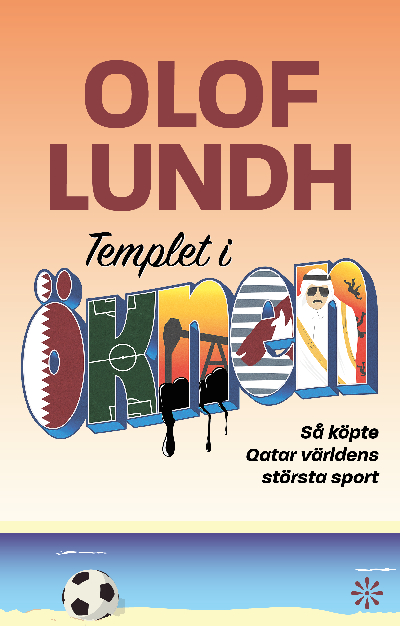 OLOF
LUNDH
Templet i
öknen
Så köpte
Qatar världens
största sport